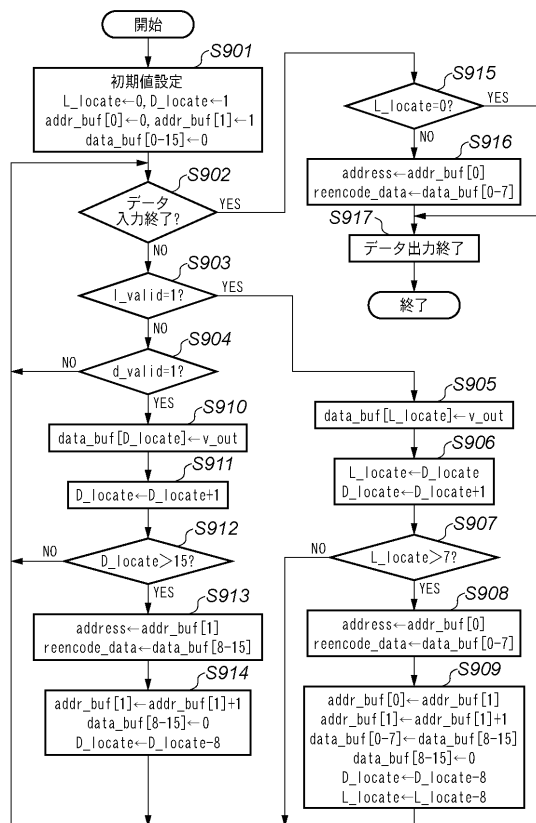 開始
S901
初期値設定
L_locate←0, D_locate←1
addr_buf[0]←0, addr_buf[1]←1
data_buf[0-15]←0
S902
データ
入力終了?
YES
NO
S903
l_valid=1?
YES
NO
S904
d_valid=1?
NO
YES
S910
data_buf[D_locate]←v_out
S911
D_locate←D_locate+1
S912
D_locate>15?
NO
YES
S913
address←addr_buf[1]
reencode_data←data_buf[8-15]
S914
addr_buf[1]←addr_buf[1]+1
data_buf[8-15]←0
D_locate←D_locate-8
S915
L_locate=0?
YES
NO
S916
address←addr_buf[0]
reencode_data←data_buf[0-7]
S917
データ出力終了
終了
S905
data_buf[L_locate]←v_out
S906
L_locate←D_locate
D_locate←D_locate+1
S907
L_locate>7?
NO
YES
S908
address←addr_buf[0]
reencode_data←data_buf[0-7]
S909
addr_buf[0]←addr_buf[1]
addr_buf[1]←addr_buf[1]+1
data_buf[0-7]←data_buf[8-15]
data_buf[8-15]←0
D_locate←D_locate-8
L_locate←L_locate-8